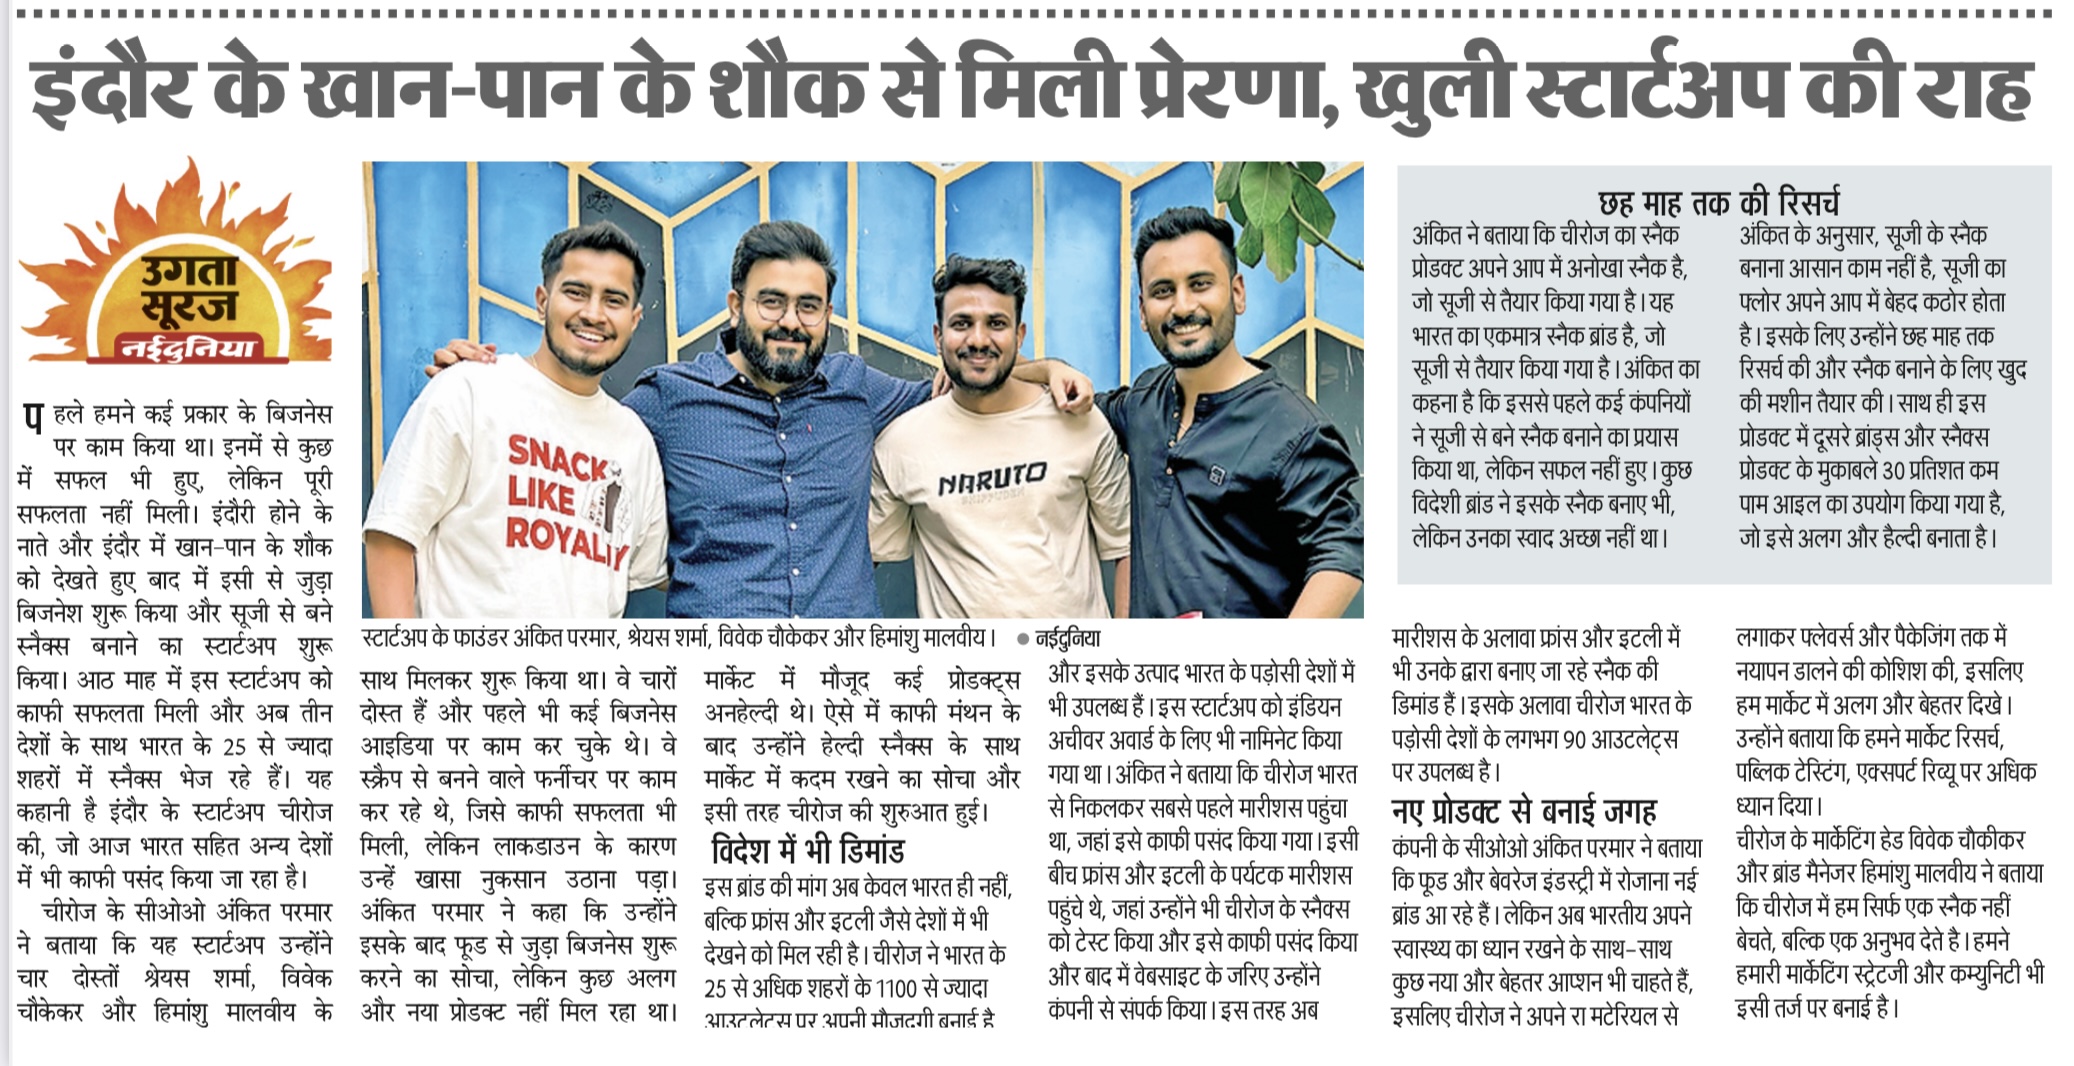 इंदौर के खान-पान के शौक से मिली प्रेरणा, खुली स्टार्टअप की राह
उगता
सूरज
नईदुनिया
पहले हमने कई प्रकार के बिजनेस
पर काम किया था। इनमें से कुछ
में सफल भी हुए, लेकिन पूरी
सफलता नहीं मिली। इंदौरी होने के
नाते और इंदौर में खान-पान के शौक
को देखते हुए बाद में इसी से जुड़ा
बिजनेश शुरू किया और सूजी से बने
स्नैक्स बनाने का स्टार्टअप शुरू
किया। आठ माह में इस स्टार्टअप को
काफी सफलता मिली और अब तीन
देशों के साथ भारत के 25 से ज्यादा
शहरों में स्नैक्स भेज रहे हैं। यह
कहानी है इंदौर के स्टार्टअप चीरोज
की, जो आज भारत सहित अन्य देशों
में भी काफी पसंद किया जा रहा है।
चीरोज के सीओओ अंकित परमार
ने बताया कि यह स्टार्टअप उन्होंने
चार दोस्तों श्रेयस शर्मा, विवेक
चौकेकर और हिमांशु मालवीय के
SNACK
LIKE
ROYALTY
NARUTO
स्टार्टअप के फाउंडर अंकित परमार, श्रेयस शर्मा, विवेक चौकेकर और हिमांशु मालवीय। ● नईदुनिया
साथ मिलकर शुरू किया था। वे चारों
दोस्त हैं और पहले भी कई बिजनेस
आइडिया पर काम कर चुके थे। वे
स्क्रैप से बनने वाले फर्नीचर पर काम
कर रहे थे, जिसे काफी सफलता भी
मिली, लेकिन लाकडाउन के कारण
उन्हें खासा नुकसान उठाना पड़ा।
अंकित परमार ने कहा कि उन्होंने
इसके बाद फूड से जुड़ा बिजनेस शुरू
करने का सोचा, लेकिन कुछ अलग
और नया प्रोडक्ट नहीं मिल रहा था।
मार्केट में मौजूद कई प्रोडक्ट्स
अनहेल्दी थे। ऐसे में काफी मंथन के
बाद उन्होंने हेल्दी स्नैक्स के साथ
मार्केट में कदम रखने का सोचा और
इसी तरह चीरोज की शुरुआत हुई।
विदेश में भी डिमांड
इस ब्रांड की मांग अब केवल भारत ही नहीं,
बल्कि फ्रांस और इटली जैसे देशों में भी
देखने को मिल रही है। चीरोज ने भारत के
25 से अधिक शहरों के 1100 से ज्यादा
आउटलेट्स पर अपनी मौजूदगी बनाई है
और इसके उत्पाद भारत के पड़ोसी देशों में
भी उपलब्ध हैं। इस स्टार्टअप को इंडियन
अचीवर अवार्ड के लिए भी नामिनेट किया
गया था। अंकित ने बताया कि चीरोज भारत
से निकलकर सबसे पहले मारीशस पहुंचा
था, जहां इसे काफी पसंद किया गया। इसी
बीच फ्रांस और इटली के पर्यटक मारीशस
पहुंचे थे, जहां उन्होंने भी चीरोज के स्नैक्स
को टेस्ट किया और इसे काफी पसंद किया
और बाद में वेबसाइट के जरिए उन्होंने
कंपनी से संपर्क किया। इस तरह अब
मारीशस के अलावा फ्रांस और इटली में
भी उनके द्वारा बनाए जा रहे स्नैक की
डिमांड हैं। इसके अलावा चीरोज भारत के
पड़ोसी देशों के लगभग 90 आउटलेट्स
पर उपलब्ध है।
नए प्रोडक्ट से बनाई जगह
कंपनी के सीओओ अंकित परमार ने बताया
कि फूड और बेवरेज इंडस्ट्री में रोजाना नई
ब्रांड आ रहे हैं। लेकिन अब भारतीय अपने
स्वास्थ्य का ध्यान रखने के साथ-साथ
कुछ नया और बेहतर आप्शन भी चाहते हैं,
इसलिए चीरोज ने अपने रा मटेरियल से
लगाकर फ्लेवर्स और पैकेजिंग तक में
नयापन डालने की कोशिश की, इसलिए
हम मार्केट में अलग और बेहतर दिखे।
उन्होंने बताया कि हमने मार्केट रिसर्च,
पब्लिक टेस्टिंग, एक्सपर्ट रिव्यू पर अधिक
ध्यान दिया।
चीरोज के मार्केटिंग हेड विवेक चौकीकर
और ब्रांड मैनेजर हिमांशु मालवीय ने बताया
कि चीरोज में हम सिर्फ एक स्नैक नहीं
बेचते, बल्कि एक अनुभव देते है। हमने
हमारी मार्केटिंग स्ट्रेटजी और कम्युनिटी भी
इसी तर्ज पर बनाई है।
छह माह तक की रिसर्च
अंकित ने बताया कि चीरोज का स्नैक
प्रोडक्ट अपने आप में अनोखा स्नैक है,
जो सूजी से तैयार किया गया है। यह
भारत का एकमात्र स्नैक ब्रांड है, जो
सूजी से तैयार किया गया है। अंकित का
कहना है कि इससे पहले कई कंपनियों
ने सूजी से बने स्नैक बनाने का प्रयास
किया था, लेकिन सफल नहीं हुए। कुछ
विदेशी ब्रांड ने इसके स्नैक बनाए भी,
लेकिन उनका स्वाद अच्छा नहीं था।
अंकित के अनुसार, सूजी के स्नैक
बनाना आसान काम नहीं है, सूजी का
फ्लोर अपने आप में बेहद कठोर होता
है। इसके लिए उन्होंने छह माह तक
रिसर्च की और स्नैक बनाने के लिए खुद
की मशीन तैयार की। साथ ही इस
प्रोडक्ट में दूसरे ब्रांड्स और स्नैक्स
प्रोडक्ट के मुकाबले 30 प्रतिशत कम
पाम आइल का उपयोग किया गया है,
जो इसे अलग और हैल्दी बनाता है।